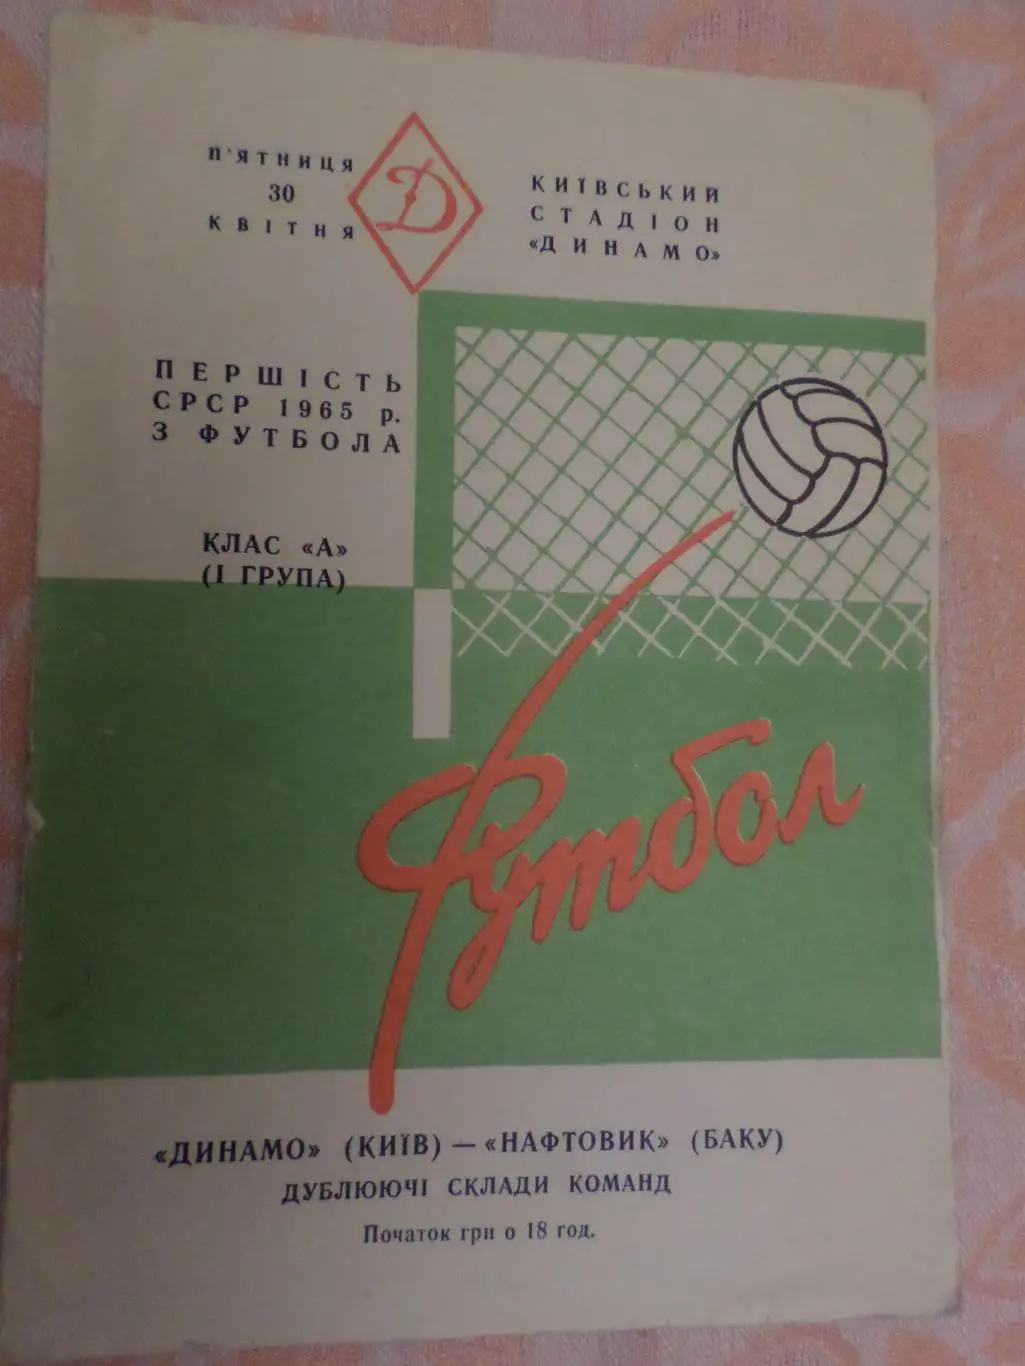 П'ЯТНИЦЯ
30
КВІТНЯ
Д
КИЇВСЬКИЙ
СТАДІОН
«ДИНАМО»
ПЕРШІСТЬ
СРСР 1965 р.
З ФУТБОЛА
КЛАС «А»
(І ГРУПА)
Футбол
«ДИНАМО» (КИЇВ) — «НАФТОВИК» (БАКУ)
ДУБЛЮЮЧІ СКЛАДИ КОМАНД
Початок гри о 18 год.